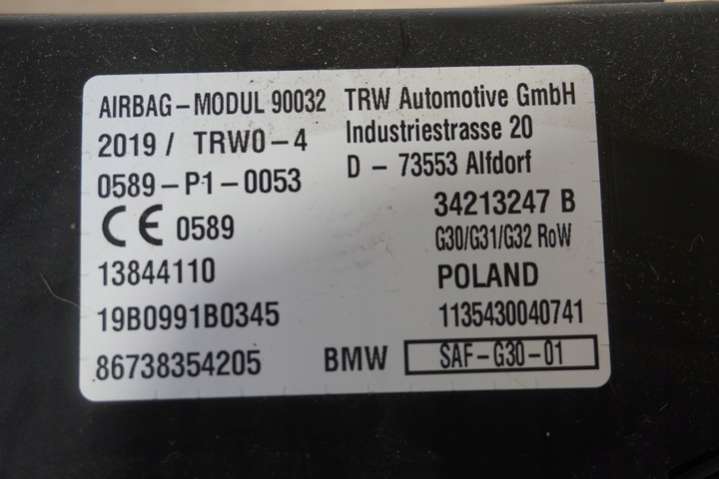 AIRBAG-MODUL 90032 TRW Automotive GmbH
2019 / TRW0-4 Industriestrasse 20
0589-P1-0053 D - 73553 Alfdorf
CE 0589 34213247 B
G30/G31/G32 RoW
13844110 POLAND
19B0991B0345 1135430040741
86738354205 BMW SAF-G30-01